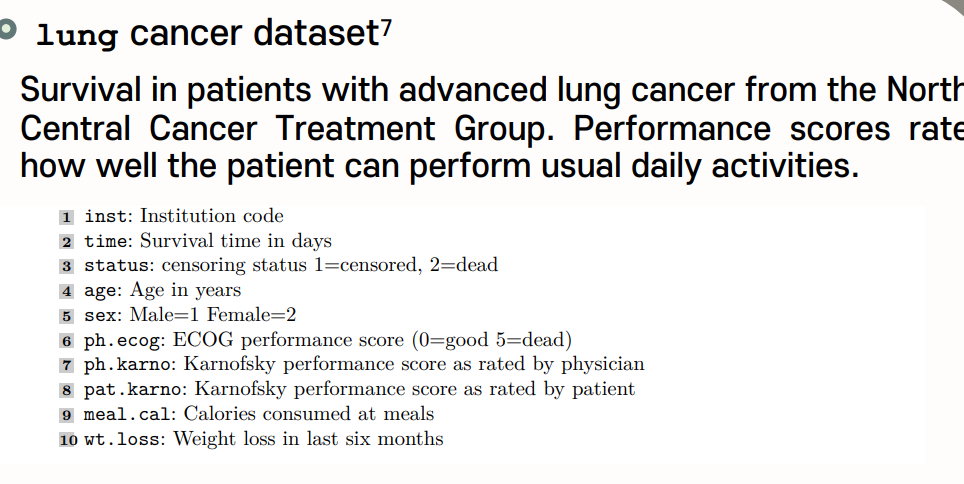 lung cancer dataset7
Survival in patients with advanced lung cancer from the North
Central Cancer Treatment Group. Performance scores rate
how well the patient can perform usual daily activities.
1 inst: Institution code
2 time: Survival time in days
3 status: censoring status 1=censored, 2=dead
4 age: Age in years
5 sex: Male=1 Female=2
6 ph.ecog: ECOG performance score (0=good 5=dead)
7 ph.karno: Karnofsky performance score as rated by physician
8 pat.karno: Karnofsky performance score as rated by patient
9 meal.cal: Calories consumed at meals
10 wt.loss: Weight loss in last six months